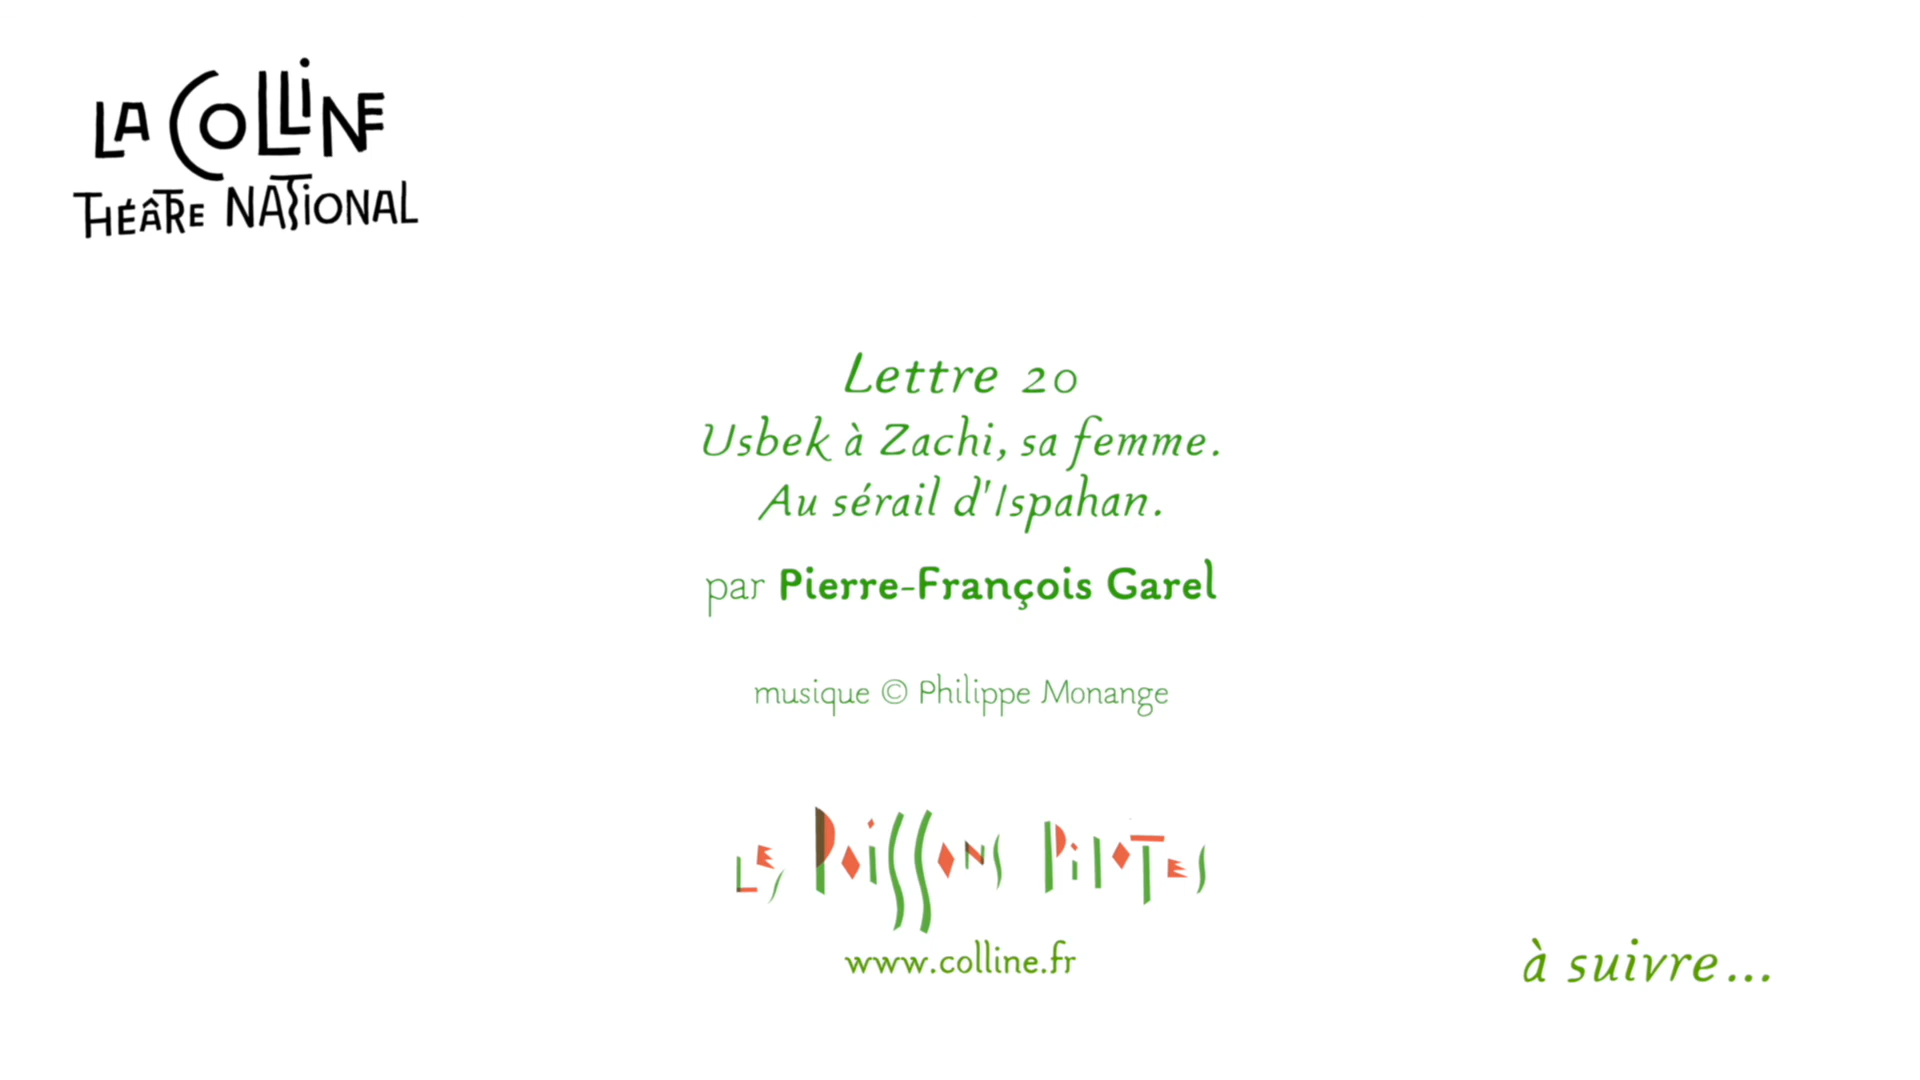 LA COLLiNE
THÉÂTRE NATiONAL
Lettre 20
Usbek à Zachi, sa femme.
Au sérail d'Ispahan.
par Pierre-François Garel
musique © Philippe Monange
LES POiSSONS PiLOTES
www.colline.fr
à suivre...